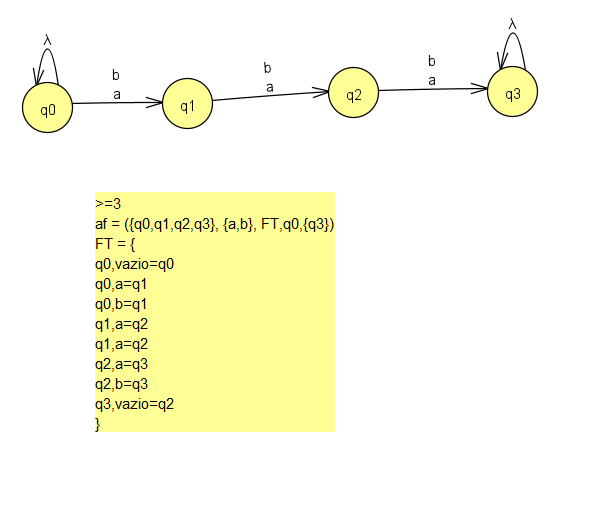 λ
λ
b
a
b
a
b
a
q0
q1
q2
q3
>=3
af = ({q0,q1,q2,q3}, {a,b}, FT,q0,{q3})
FT = {
q0,vazio=q0
q0,a=q1
q0,b=q1
q1,a=q2
q1,a=q2
q2,a=q3
q2,b=q3
q3,vazio=q2
}